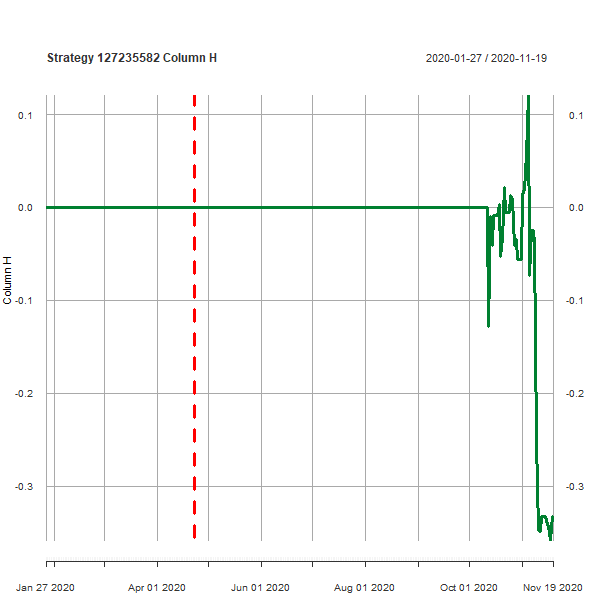 Strategy 127235582 Column H
2020-01-27 / 2020-11-19
0.1
0.1
0.0
0.0
-0.1
-0.1
-0.2
-0.2
-0.3
-0.3
Column H
Jan 27 2020
Apr 01 2020
Jun 01 2020
Aug 01 2020
Oct 01 2020
Nov 19 2020